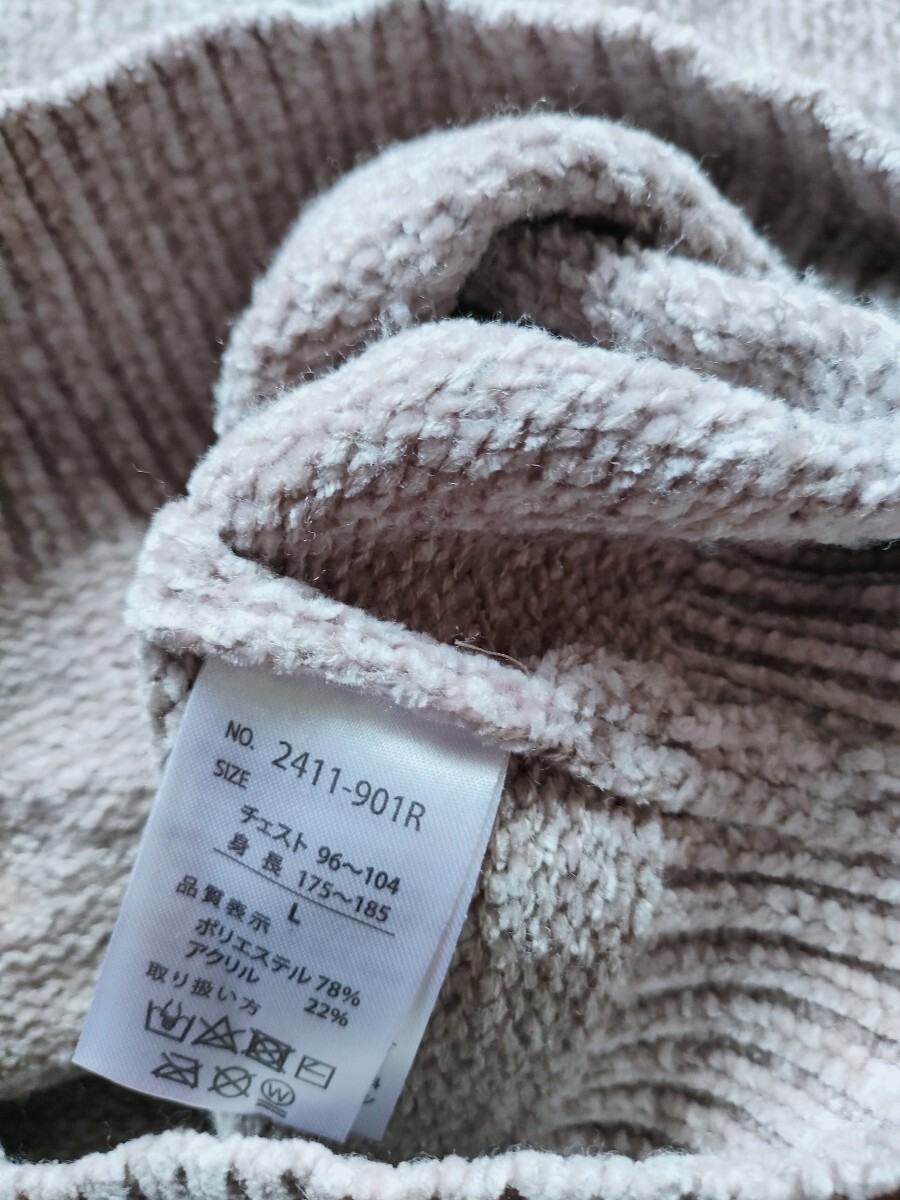 NO. 2411-901R
SIZE
チェスト 96～104
身 長 175～185
L
品質表示
ポリエステル 78%
アクリル 22%
取り扱い方
W